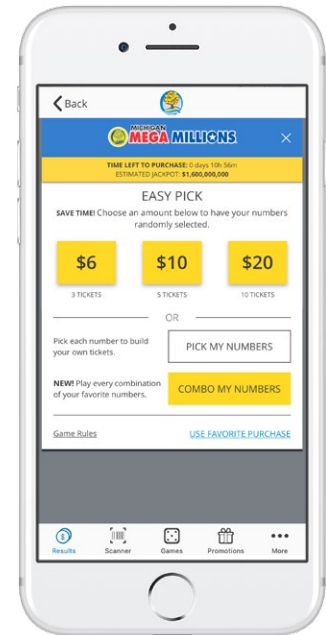 Back
MICHIGAN
MEGA MILLIONS
TIME LEFT TO PURCHASE: 0 days 10h 56m
ESTIMATED JACKPOT: $1,600,000,000
EASY PICK
SAVE TIME! Choose an amount below to have your numbers
randomly selected.
$6 $10 $20
3 TICKETS 5 TICKETS 10 TICKETS
OR
Pick each number to build
your own tickets.
PICK MY NUMBERS
NEW! Play every combination
of your favorite numbers.
COMBO MY NUMBERS
Game Rules USE FAVORITE PURCHASE
Results Scanner Games Promotions More